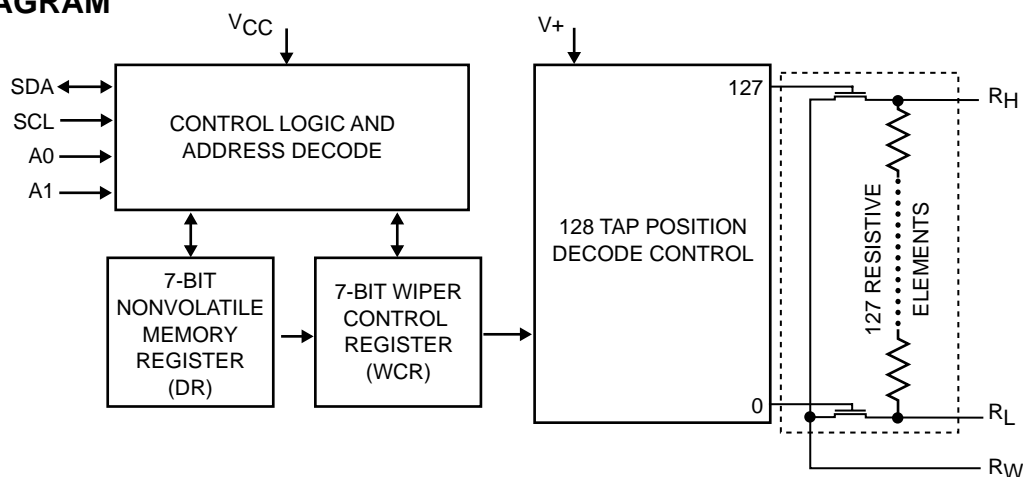 AGRAM
VCC
V+
SDA
SCL
A0
A1
CONTROL LOGIC AND
ADDRESS DECODE
127
RH
128 TAP POSITION
DECODE CONTROL
127 RESISTIVE
ELEMENTS
7-BIT
NONVOLATILE
MEMORY
REGISTER
(DR)
7-BIT WIPER
CONTROL
REGISTER
(WCR)
0
RL
RW